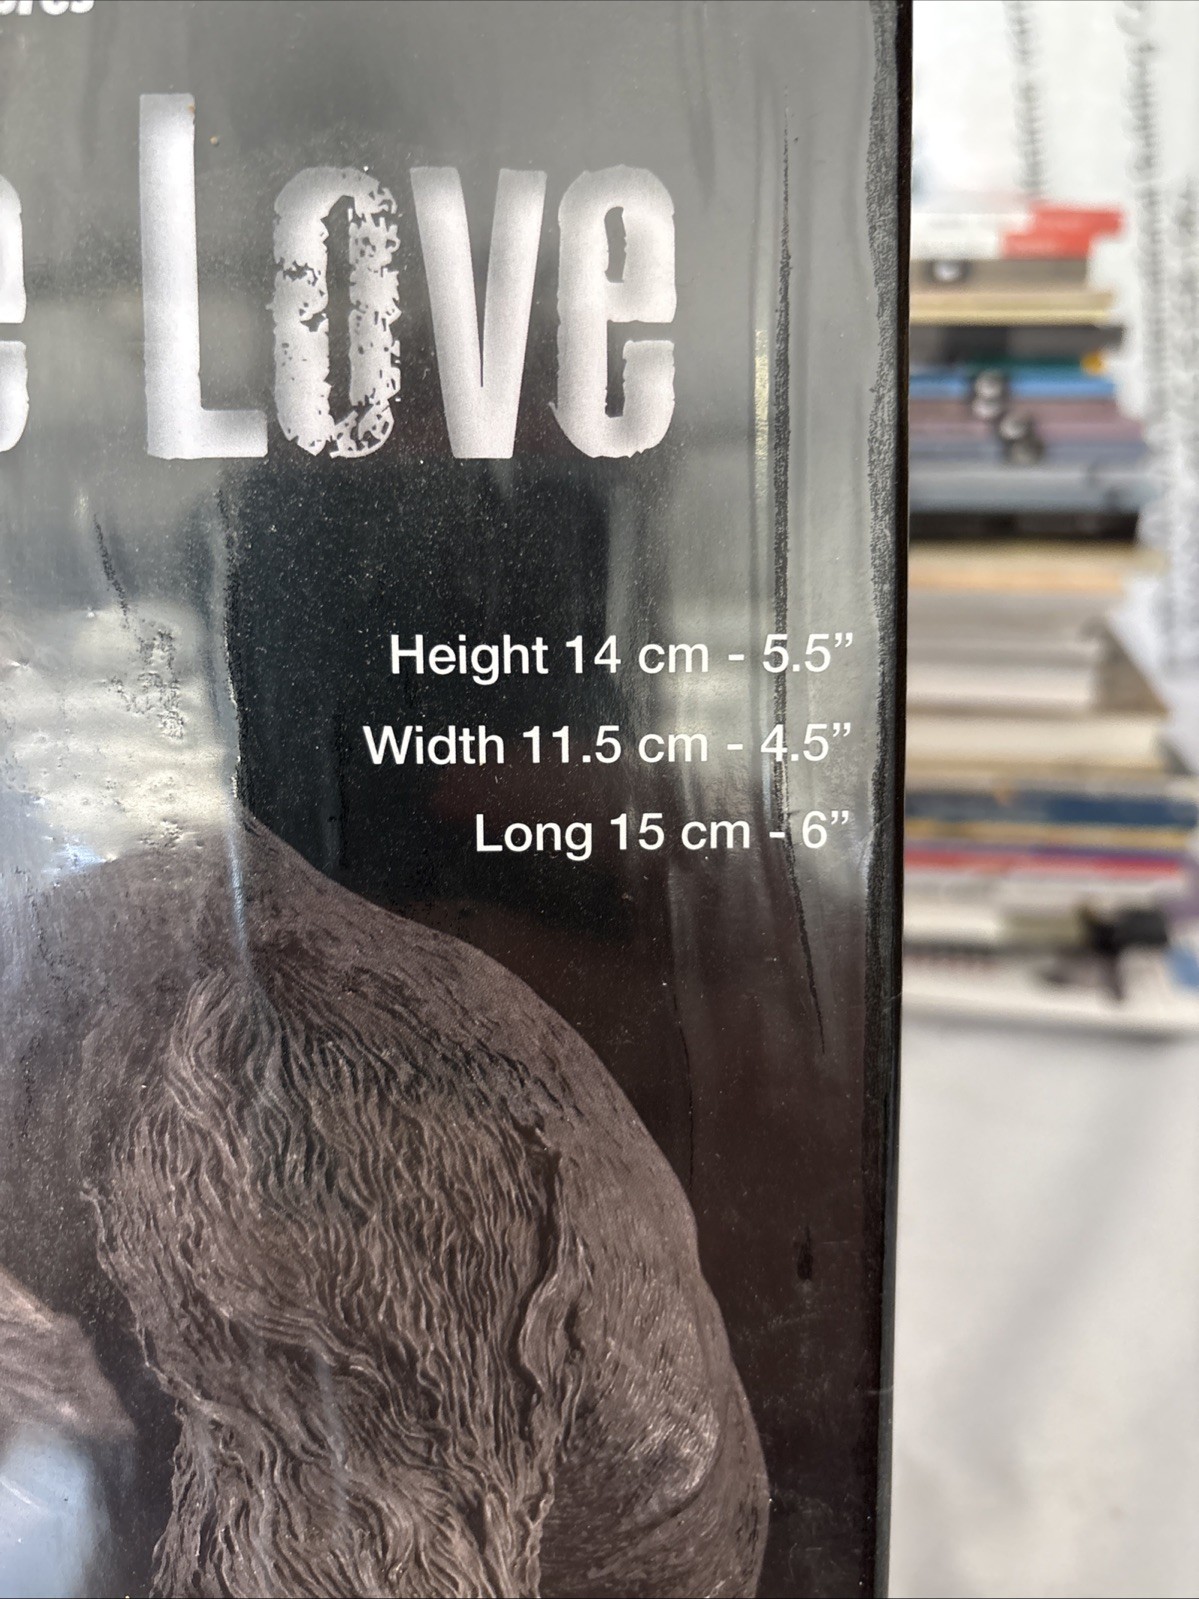 Love
Height 14 cm - 5.5”
Width 11.5 cm - 4.5”
Long 15 cm - 6”